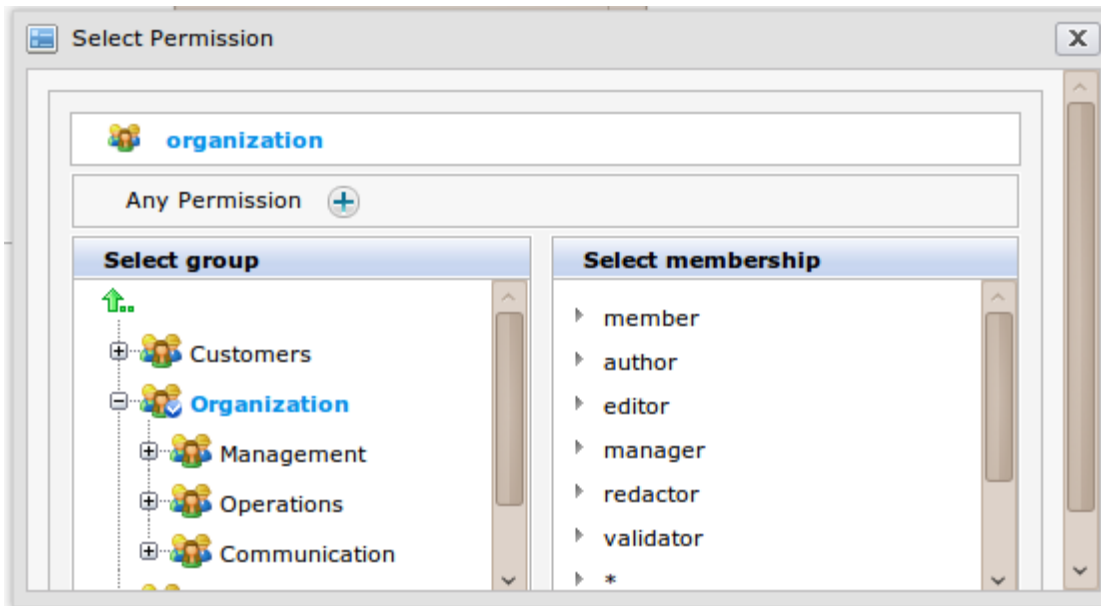 Select Permission
X
organization
Any Permission
Select group
..
Customers
Organization
Management
Operations
Communication
Select membership
member
author
editor
manager
redactor
validator
*